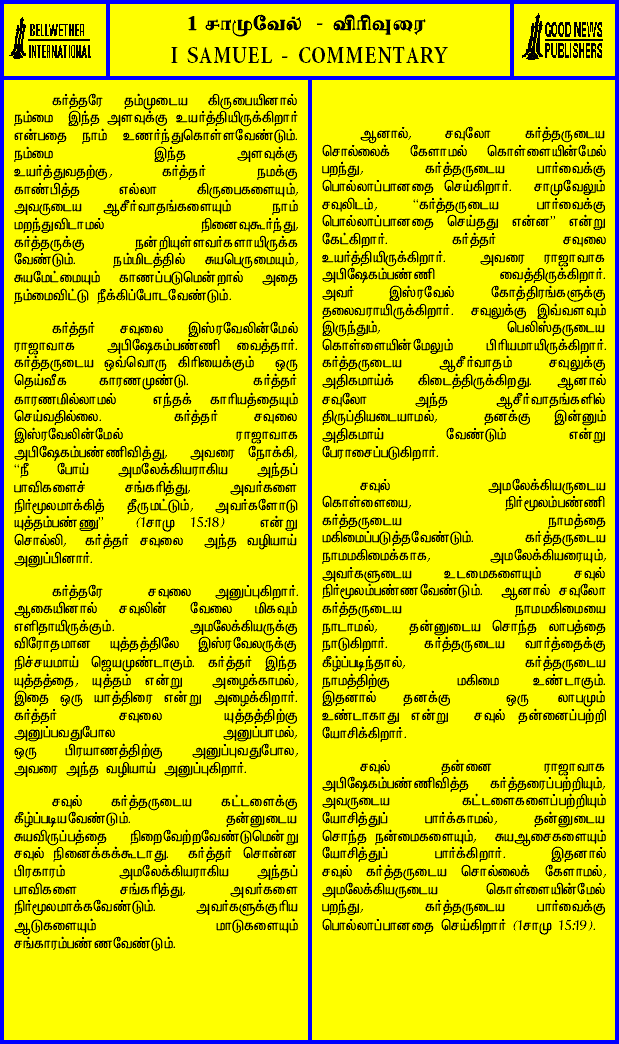 BELLWETHER
INTERNATIONAL
1 சாமுவேல் - விரிவுரை
I SAMUEL - COMMENTARY
GOOD NEWS
PUBLISHERS
கர்த்தரே தம்முடைய கிருபையினால்
நம்மை இந்த அளவுக்கு உயர்த்தியிருக்கிறார்
என்பதை நாம் உணர்ந்துகொள்ளவேண்டும்.
நம்மை இந்த அளவுக்கு
உயர்த்துவதற்கு, கர்த்தர் நமக்கு
காண்பித்த எல்லா கிருபைகளையும்,
அவருடைய ஆசீர்வாதங்களையும் நாம்
மறந்துவிடாமல் நினைவுகூர்ந்து,
கர்த்தருக்கு நன்றியுள்ளவர்களாயிருக்க
வேண்டும். நம்மிடத்தில் சுயபெருமையும்,
சுயமேட்மையும் காணப்படுமென்றால் அதை
நம்மைவிட்டு நீக்கிப்போடவேண்டும்.
கர்த்தர் சவுலை இஸ்ரவேலின்மேல்
ராஜாவாக அபிஷேகம்பண்ணி வைத்தார்.
கர்த்தருடைய ஒவ்வொரு கிரியைக்கும் ஒரு
தெய்வீக காரணமுண்டு. கர்த்தர்
காரணமில்லாமல் எந்தக் காரியத்தையும்
செய்வதில்லை. கர்த்தர் சவுலை
இஸ்ரவேலின்மேல் ராஜாவாக
அபிஷேகம்பண்ணிவித்து, அவரை நோக்கி,
“நீ போய் அமலேக்கியராகிய அந்தப்
பாவிகளைச் சங்கரித்து, அவர்களை
நிர்மூலமாக்கித் தீருமட்டும், அவர்களோடு
யுத்தம்பண்ணு” (1சாமு 15:18) என்று
சொல்லி, கர்த்தர் சவுலை அந்த வழியாய்
அனுப்பினார்.
கர்த்தரே சவுலை அனுப்புகிறார்.
ஆகையினால் சவுலின் வேலை மிகவும்
எளிதாயிருக்கும். அமலேக்கியருக்கு
விரோதமான யுத்தத்திலே இஸ்ரவேலருக்கு
நிச்சயமாய் ஜெயமுண்டாகும். கர்த்தர் இந்த
யுத்தத்தை, யுத்தம் என்று அழைக்காமல்,
இதை ஒரு யாத்திரை என்று அழைக்கிறார்.
கர்த்தர் சவுலை யுத்தத்திற்கு
அனுப்புவதுபோல அனுப்பாமல்,
ஒரு பிரயாணத்திற்கு அனுப்புவதுபோல,
அவரை அந்த வழியாய் அனுப்புகிறார்.
சவுல் கர்த்தருடைய கட்டளைக்கு
கீழ்ப்படியவேண்டும். தன்னுடைய
சுயவிருப்பத்தை நிறைவேற்றவேண்டுமென்று
சவுல் நினைக்கக்கூடாது. கர்த்தர் சொன்ன
பிரகாரம் அமலேக்கியராகிய அந்தப்
பாவிகளை சங்கரித்து, அவர்களை
நிர்மூலமாக்கவேண்டும். அவர்களுக்குரிய
ஆடுகளையும் மாடுகளையும்
சங்காரம்பண்ணவேண்டும்.
ஆனால், சவுலோ கர்த்தருடைய
சொல்லைக் கேளாமல் கொள்ளையின்மேல்
பறந்து, கர்த்தருடைய பார்வைக்கு
பொல்லாப்பானதை செய்கிறார். சாமுவேலும்
சவுலிடம், “கர்த்தருடைய பார்வைக்கு
பொல்லாப்பானதை செய்தது என்ன” என்று
கேட்கிறார். கர்த்தர் சவுலை
உயர்த்தியிருக்கிறார். அவரை ராஜாவாக
அபிஷேகம்பண்ணி வைத்திருக்கிறார்.
அவர் இஸ்ரவேல் கோத்திரங்களுக்கு
தலைவராயிருக்கிறார். சவுலுக்கு இவ்வளவும்
இருந்தும், பெலிஸ்தருடைய
கொள்ளையின்மேலும் பிரியமாயிருக்கிறார்.
கர்த்தருடைய ஆசீர்வாதம் சவுலுக்கு
அதிகமாய்க் கிடைத்திருக்கிறது. ஆனால்
சவுலோ அந்த ஆசீர்வாதங்களில்
திருப்தியடையாமல், தனக்கு இன்னும்
அதிகமாய் வேண்டும் என்று
பேராசைப்படுகிறார்.
சவுல் அமலேக்கியருடைய
கொள்ளையை, நிர்மூலம்பண்ணி
கர்த்தருடைய நாமத்தை
மகிமைப்படுத்தவேண்டும். கர்த்தருடைய
நாமமகிமைக்காக, அமலேக்கியரையும்,
அவர்களுடைய உடமைகளையும் சவுல்
நிர்மூலம்பண்ணவேண்டும். ஆனால் சவுலோ
கர்த்தருடைய நாமமகிமையை
நாடாமல், தன்னுடைய சொந்த லாபத்தை
நாடுகிறார். கர்த்தருடைய வார்த்தைக்கு
கீழ்ப்படிந்தால், கர்த்தருடைய
நாமத்திற்கு மகிமை உண்டாகும்.
இதனால் தனக்கு ஒரு லாபமும்
உண்டாகாது என்று சவுல் தன்னைப்பற்றி
யோசிக்கிறார்.
சவுல் தன்னை ராஜாவாக
அபிஷேகம்பண்ணிவித்த கர்த்தரைப்பற்றியும்,
அவருடைய கட்டளைகளைப்பற்றியும்
யோசித்துப் பார்க்காமல், தன்னுடைய
சொந்த நன்மைகளையும், சுயஆசைகளையும்
யோசித்துப் பார்க்கிறார். இதனால்
சவுல் கர்த்தருடைய சொல்லைக் கேளாமல்,
அமலேக்கியருடைய கொள்ளையின்மேல்
பறந்து, கர்த்தருடைய பார்வைக்கு
பொல்லாப்பானதை செய்கிறார் (1சாமு 15:19).